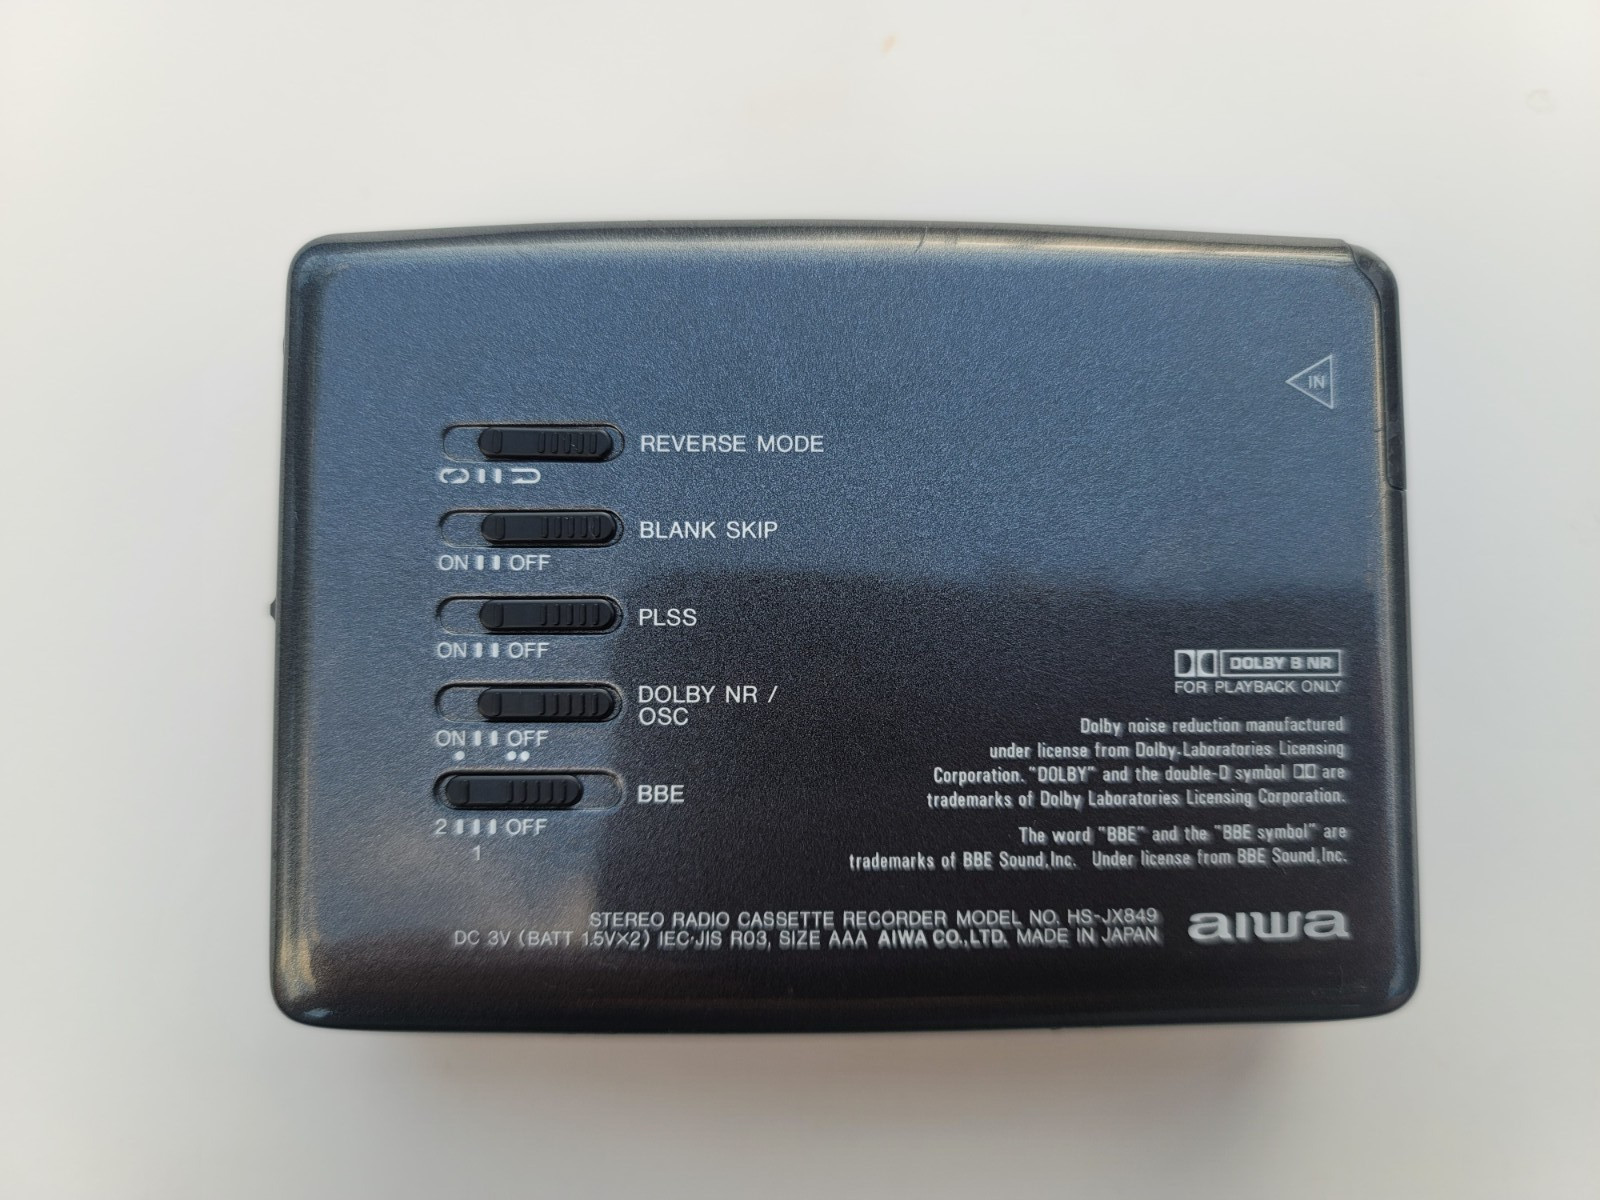 IN
REVERSE MODE
BLANK SKIP
ON OFF
PLSS
ON OFF
DOLBY NR /
OSC
ON OFF
BBE
2 OFF
1
DOLBY B NR
FOR PLAYBACK ONLY
Dolby noise reduction manufactured
under license from Dolby-Laboratories Licensing
Corporation. "DOLBY" and the double-D symbol are
trademarks of Dolby Laboratories Licensing Corporation.
The word "BBE" and the "BBE symbol" are
trademarks of BBE Sound,Inc. Under license from BBE Sound,Inc.
STEREO RADIO CASSETTE RECORDER MODEL NO. HS-JX849
DC 3V (BATT 1.5V×2) IEC·JIS R03, SIZE AAA AIWA CO.,LTD. MADE IN JAPAN
aiwa